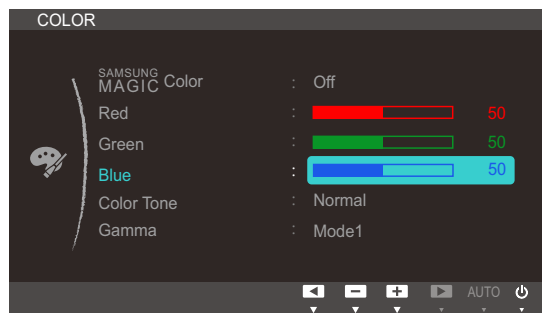 COLOR
SAMSUNG MAGIC Color : Off
Red : 50
Green : 50
Blue : 50
Color Tone : Normal
Gamma : Mode1
AUTO